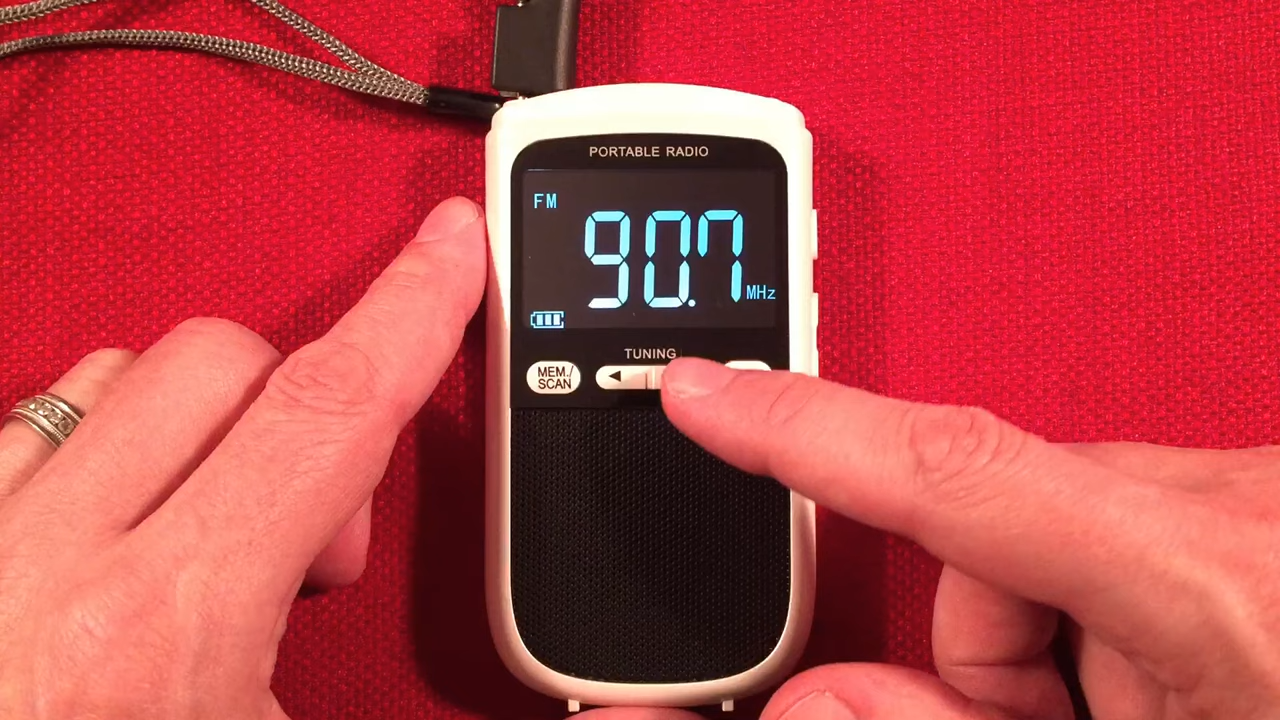 PORTABLE RADIO
FM
90.7 MHz
TUNING
MEM./
SCAN